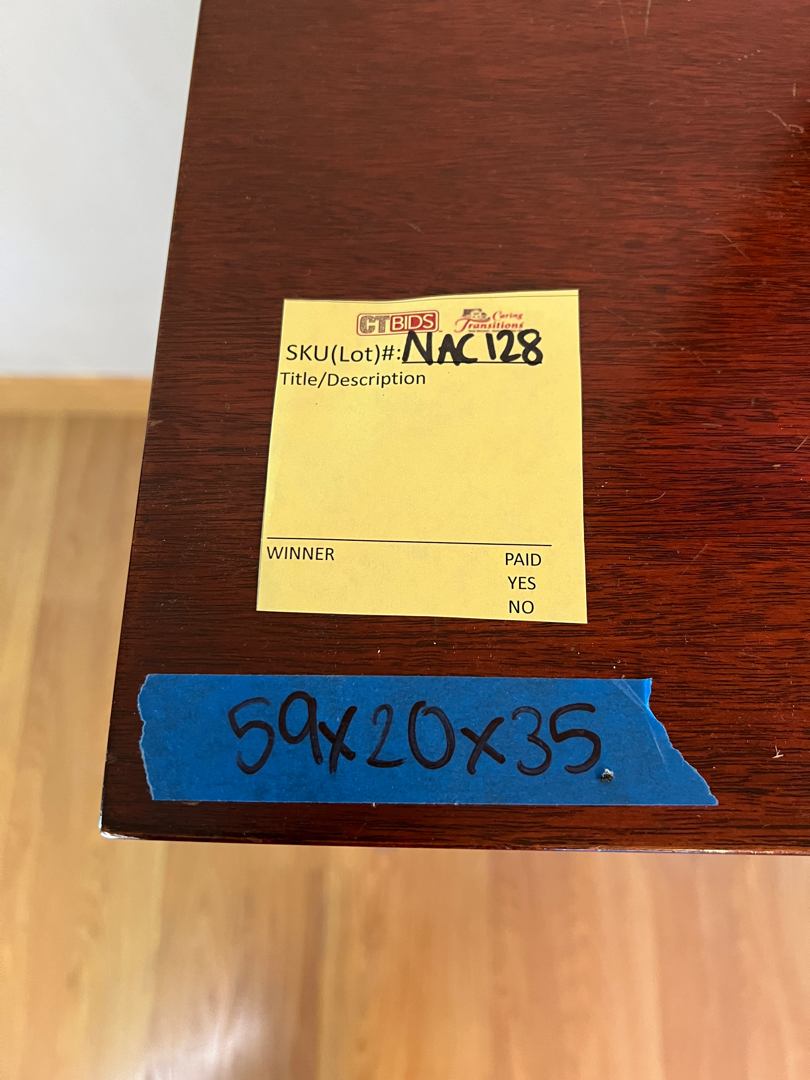 CTBIDS Caring Transitions
SKU(Lot)#: NAC128
Title/Description
WINNER PAID
YES
NO
59x20x35